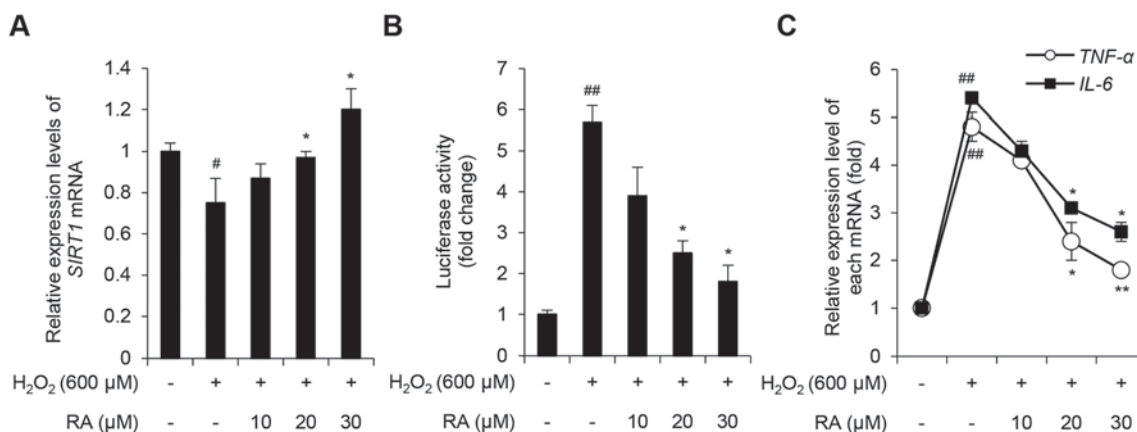 A
Relative expression levels of
SIRT1 mRNA
1.4
1.2
1
0.8
0.6
0.4
0.2
0
#
*
*
H₂O₂ (600 µM) - + + + +
RA (µM) - - 10 20 30
B
Luciferase activity
(fold change)
7
6
5
4
3
2
1
0
##
*
*
H₂O₂ (600 µM) - + + + +
RA (µM) - - 10 20 30
C
TNF-α
IL-6
Relative expression level of
each mRNA (fold)
6
5
4
3
2
1
0
##
##
*
*
*
**
H₂O₂ (600 µM) - + + + +
RA (µM) - - 10 20 30